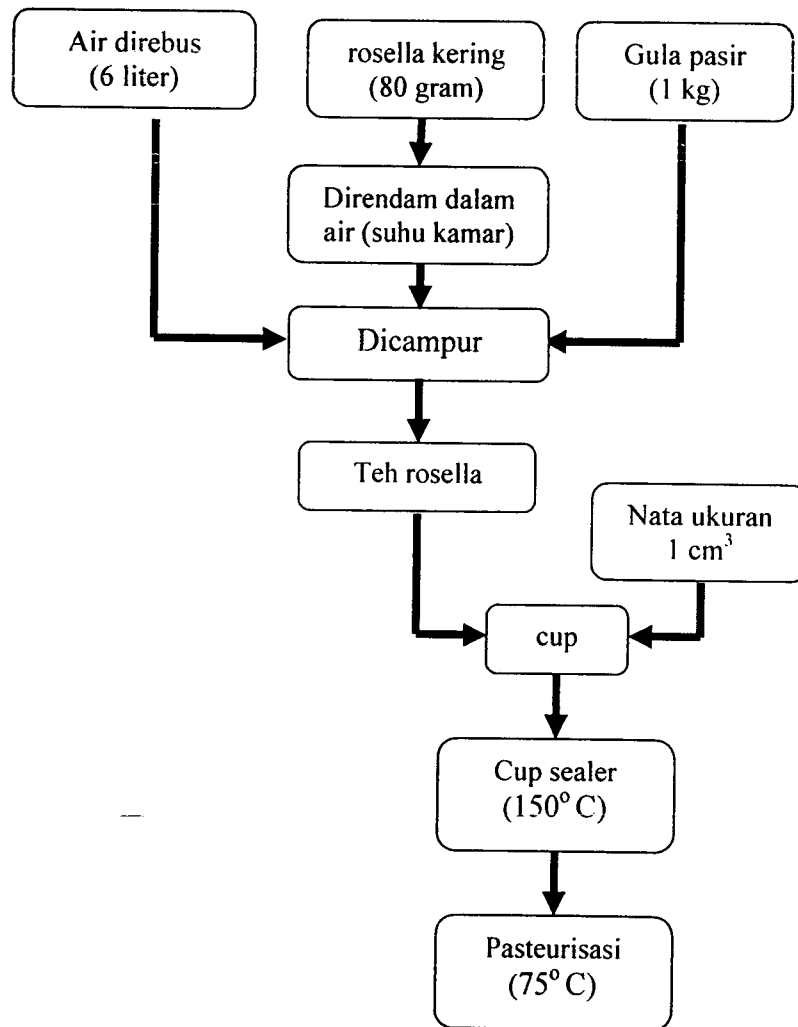 Air direbus
(6 liter)
rosella kering
(80 gram)
Gula pasir
(1 kg)
Direndam dalam
air (suhu kamar)
Dicampur
Teh rosella
Nata ukuran
1 cm³
cup
Cup sealer
(150° C)
Pasteurisasi
(75° C)